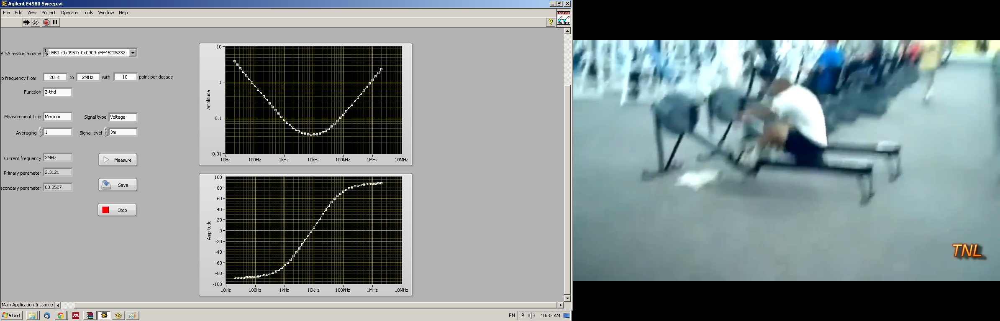 Agilent E4980 Sweep.vi
File Edit View Project Operate Tools Window Help
AGE4980
EXAMPLE
VISA resource name USB0::0x0957::0x0909::MY46205232:
ep frequency from 20Hz to 2MHz with 10 point per decade
Function Z-thd
Measurement time Medium Signal type Voltage
Averaging 1 Signal level 3m
Current frequency 2MHz
Measure
Primary parameter 2.3121
Save
econdary parameter 88.3527
Stop
10
1
0.1
0.01
Amplitude
10Hz 100Hz 1kHz 10kHz 100kHz 1MHz 10MHz
100
80
60
40
20
0
-20
-40
-60
-80
-100
Amplitude
10Hz 100Hz 1kHz 10kHz 100kHz 1MHz 10MHz
Main Application Instance
Start EN 10:37 AM
TNL